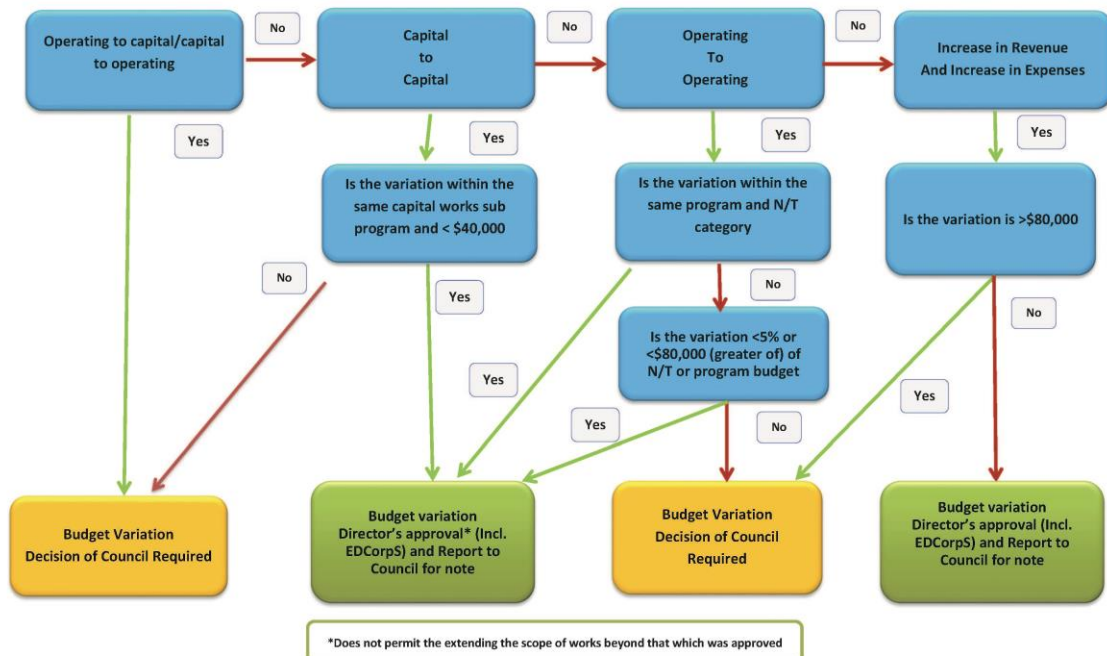 Operating to capital/capital
to operating
No
Capital
to
Capital
No
Operating
To
Operating
No
Increase in Revenue
And Increase in Expenses
Yes
Yes
Yes
Yes
Is the variation within the
same capital works sub
program and < $40,000
Is the variation within the
same program and N/T
category
Is the variation is >$80,000
No
Yes
No
No
Is the variation <5% or
<$80,000 (greater of) of
N/T or program budget
Yes
Yes
No
Yes
Budget Variation
Decision of Council Required
Budget variation
Director's approval* (Incl.
EDCorpS) and Report to
Council for note
Budget Variation
Decision of Council
Required
Budget variation
Director's approval (Incl.
EDCorpS) and Report to
Council for note
*Does not permit the extending the scope of works beyond that which was approved